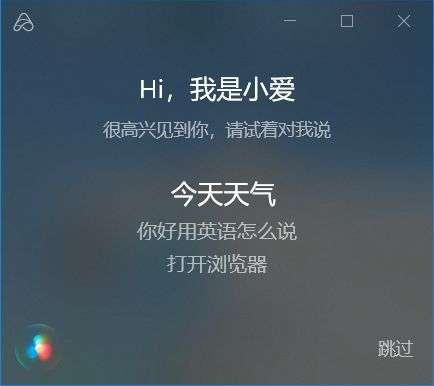 Hi，我是小爱
很高兴见到你，请试着对我说
今天天气
你好用英语怎么说
打开浏览器
跳过